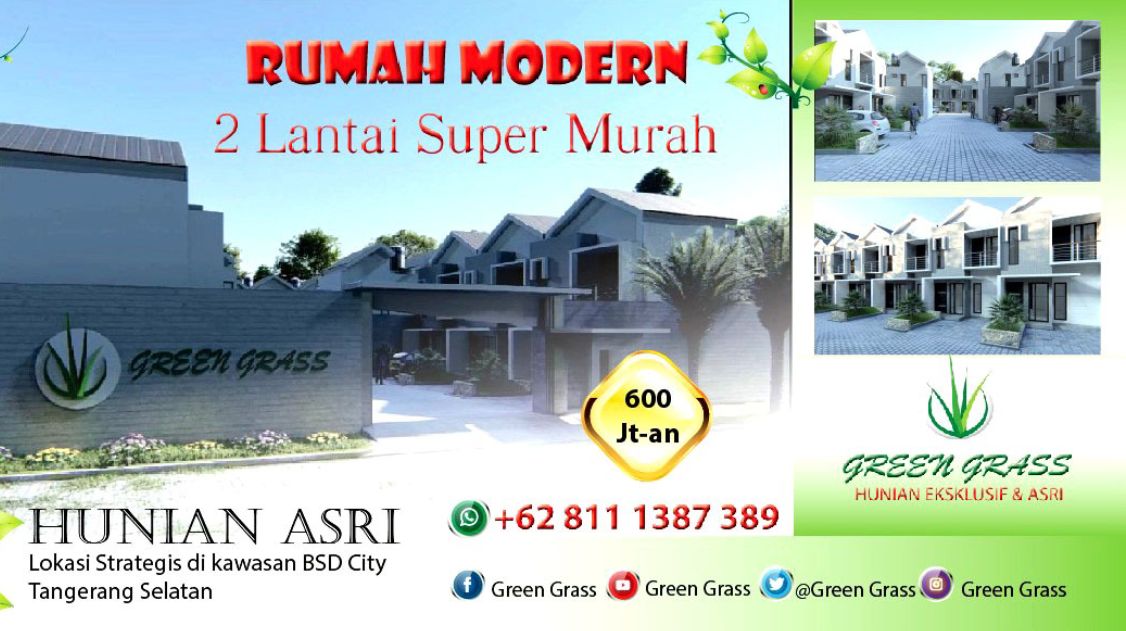 RUMAH MODERN
2 Lantai Super Murah
GREEN GRASS
600
Jt-an
GREEN GRASS
HUNIAN EKSKLUSIF & ASRI
HUNIAN ASRI
Lokasi Strategis di kawasan BSD City
Tangerang Selatan
+62 811 1387 389
Green Grass
Green Grass
@Green Grass
Green Grass